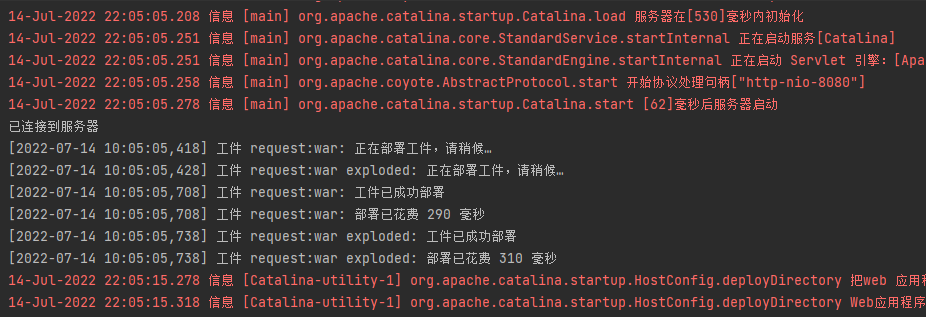 14-Jul-2022 22:05:05.208 信息 [main] org.apache.catalina.startup.Catalina.load 服务器在[530]毫秒内初始化
14-Jul-2022 22:05:05.251 信息 [main] org.apache.catalina.core.StandardService.startInternal 正在启动服务[Catalina]
14-Jul-2022 22:05:05.251 信息 [main] org.apache.catalina.core.StandardEngine.startInternal 正在启动 Servlet 引擎：[Apa
14-Jul-2022 22:05:05.258 信息 [main] org.apache.coyote.AbstractProtocol.start 开始协议处理句柄["http-nio-8080"]
14-Jul-2022 22:05:05.278 信息 [main] org.apache.catalina.startup.Catalina.start [62]毫秒后服务器启动
已连接到服务器
[2022-07-14 10:05:05,418] 工件 request:war: 正在部署工件，请稍候…
[2022-07-14 10:05:05,428] 工件 request:war exploded: 正在部署工件，请稍候…
[2022-07-14 10:05:05,708] 工件 request:war: 工件已成功部署
[2022-07-14 10:05:05,708] 工件 request:war: 部署已花费 290 毫秒
[2022-07-14 10:05:05,738] 工件 request:war exploded: 工件已成功部署
[2022-07-14 10:05:05,738] 工件 request:war exploded: 部署已花费 310 毫秒
14-Jul-2022 22:05:15.278 信息 [Catalina-utility-1] org.apache.catalina.startup.HostConfig.deployDirectory 把web 应用程
14-Jul-2022 22:05:15.318 信息 [Catalina-utility-1] org.apache.catalina.startup.HostConfig.deployDirectory Web应用程序